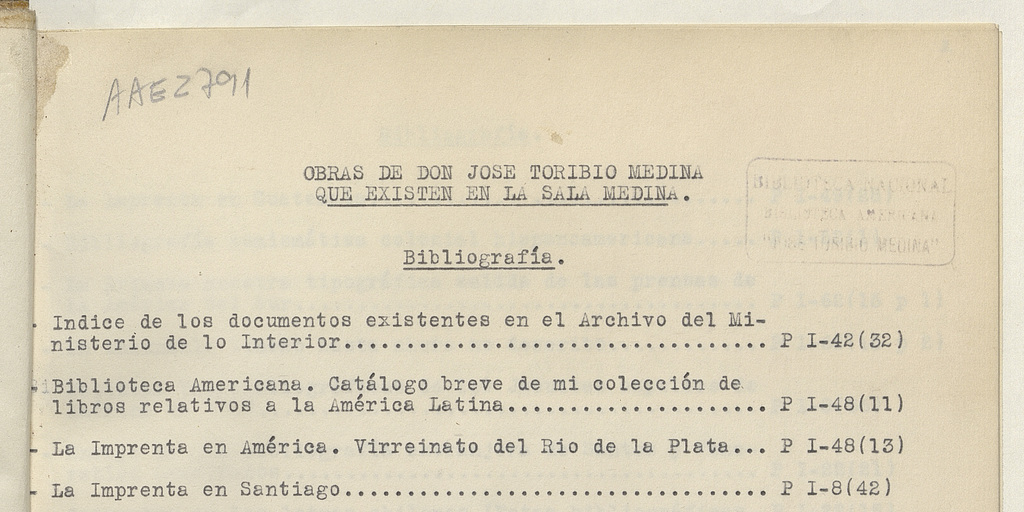 AAE2791
OBRAS DE DON JOSE TORIBIO MEDINA
QUE EXISTEN EN LA SALA MEDINA.
BIBLIOTECA NACIONAL
BIBLIOTECA AMERICANA
"JOSE TORIBIO MEDINA"
Bibliografía.
- Indice de los documentos existentes en el Archivo del Mi-
nisterio de lo Interior................................. P I-42(32)
- Biblioteca Americana. Catálogo breve de mi colección de
libros relativos a la América Latina.................... P I-48(11)
- La Imprenta en América. Virreinato del Rio de la Plata... P I-48(13)
- La Imprenta en Santiago................................. P I-8(42)